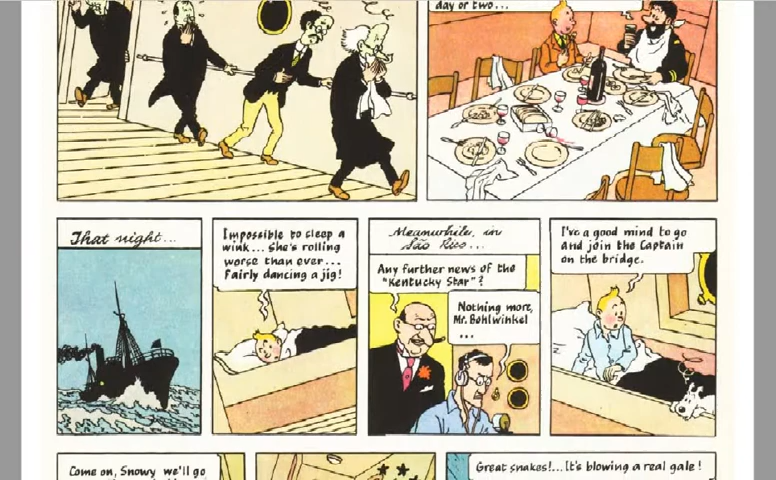 day or two...
That night...
Impossible to sleep a
wink... She's rolling
worse than ever...
Fairly dancing a jig!
Meanwhile, in
São Rico...
Any further news of the
"Kentucky Star"?
Nothing more,
Mr. Bohlwinkel
...
I've a good mind to go
and join the Captain
on the bridge.
Come on, Snowy we'll go
Great snakes!... It's blowing a real gale!